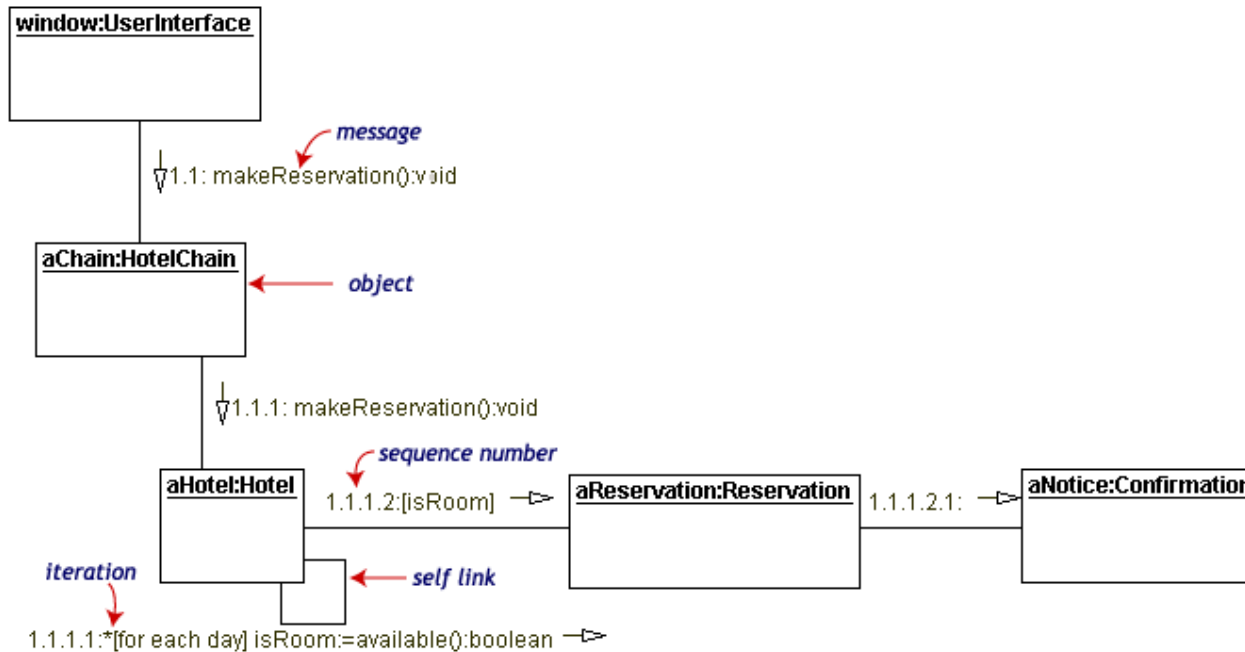 window:UserInterface
message
1.1: makeReservation():void
aChain:HotelChain
object
1.1.1: makeReservation():void
sequence number
aHotel:Hotel
1.1.1.2:[isRoom]
aReservation:Reservation
1.1.1.2.1:
aNotice:Confirmation
iteration
self link
1.1.1.1:*[for each day] isRoom:=available():boolean